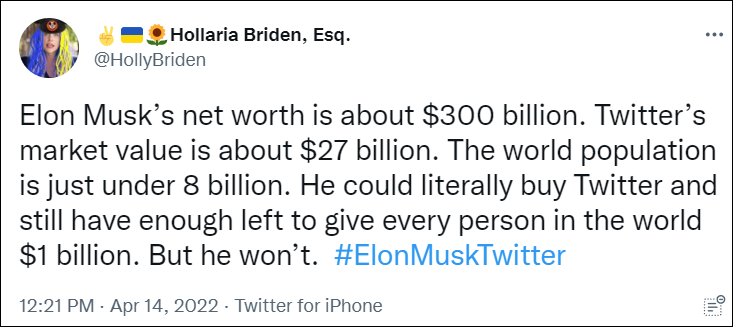 ✌️🇺🇦🌻Hollaria Briden, Esq.
@HollyBriden
Elon Musk’s net worth is about $300 billion. Twitter’s
market value is about $27 billion. The world population
is just under 8 billion. He could literally buy Twitter and
still have enough left to give every person in the world
$1 billion. But he won’t. #ElonMuskTwitter
12:21 PM · Apr 14, 2022 · Twitter for iPhone